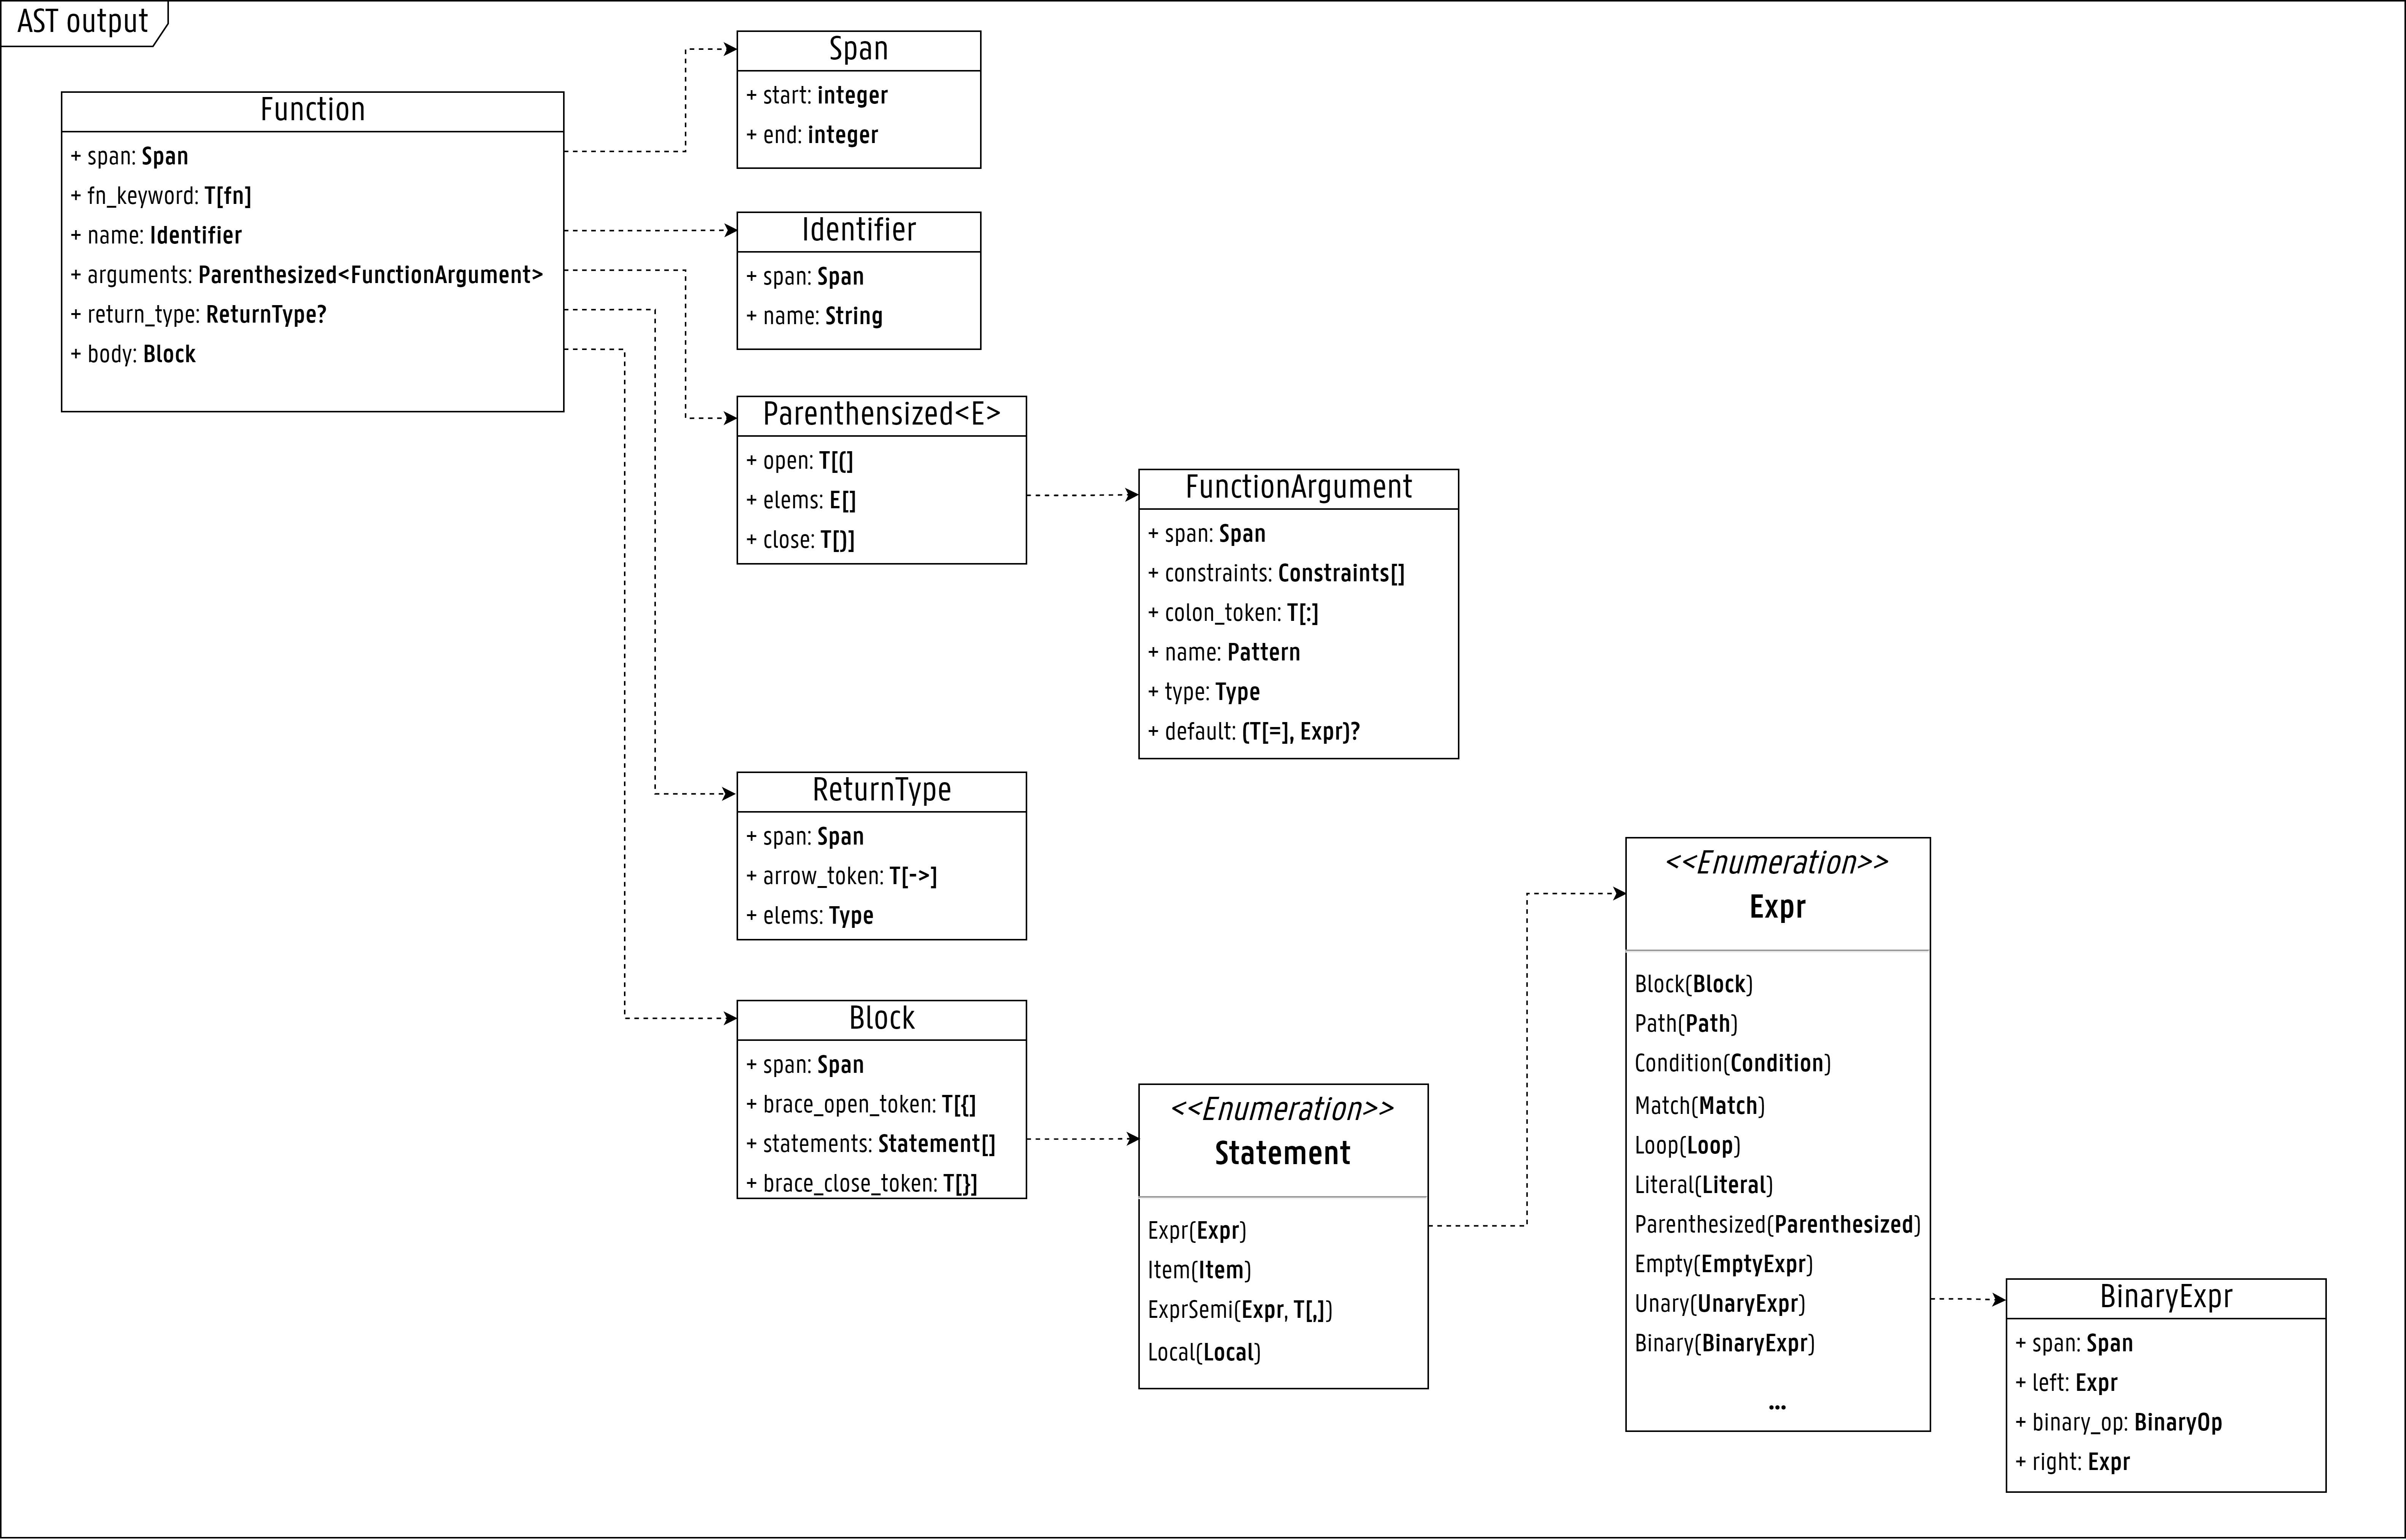 AST output
Function
+ span: Span
+ fn_keyword: T[fn]
+ name: Identifier
+ arguments: Parenthesized<FunctionArgument>
+ return_type: ReturnType?
+ body: Block
Span
+ start: integer
+ end: integer
Identifier
+ span: Span
+ name: String
Parenthensized<E>
+ open: T[(]
+ elems: E[]
+ close: T[)]
FunctionArgument
+ span: Span
+ constraints: Constraints[]
+ colon_token: T[:]
+ name: Pattern
+ type: Type
+ default: (T[=], Expr)?
ReturnType
+ span: Span
+ arrow_token: T[->]
+ elems: Type
Block
+ span: Span
+ brace_open_token: T[{]
+ statements: Statement[]
+ brace_close_token: T[}]
<<Enumeration>>
Statement
Expr(Expr)
Item(Item)
ExprSemi(Expr, T[,])
Local(Local)
<<Enumeration>>
Expr
Block(Block)
Path(Path)
Condition(Condition)
Match(Match)
Loop(Loop)
Literal(Literal)
Parenthesized(Parenthesized)
Empty(EmptyExpr)
Unary(UnaryExpr)
Binary(BinaryExpr)
...
BinaryExpr
+ span: Span
+ left: Expr
+ binary_op: BinaryOp
+ right: Expr